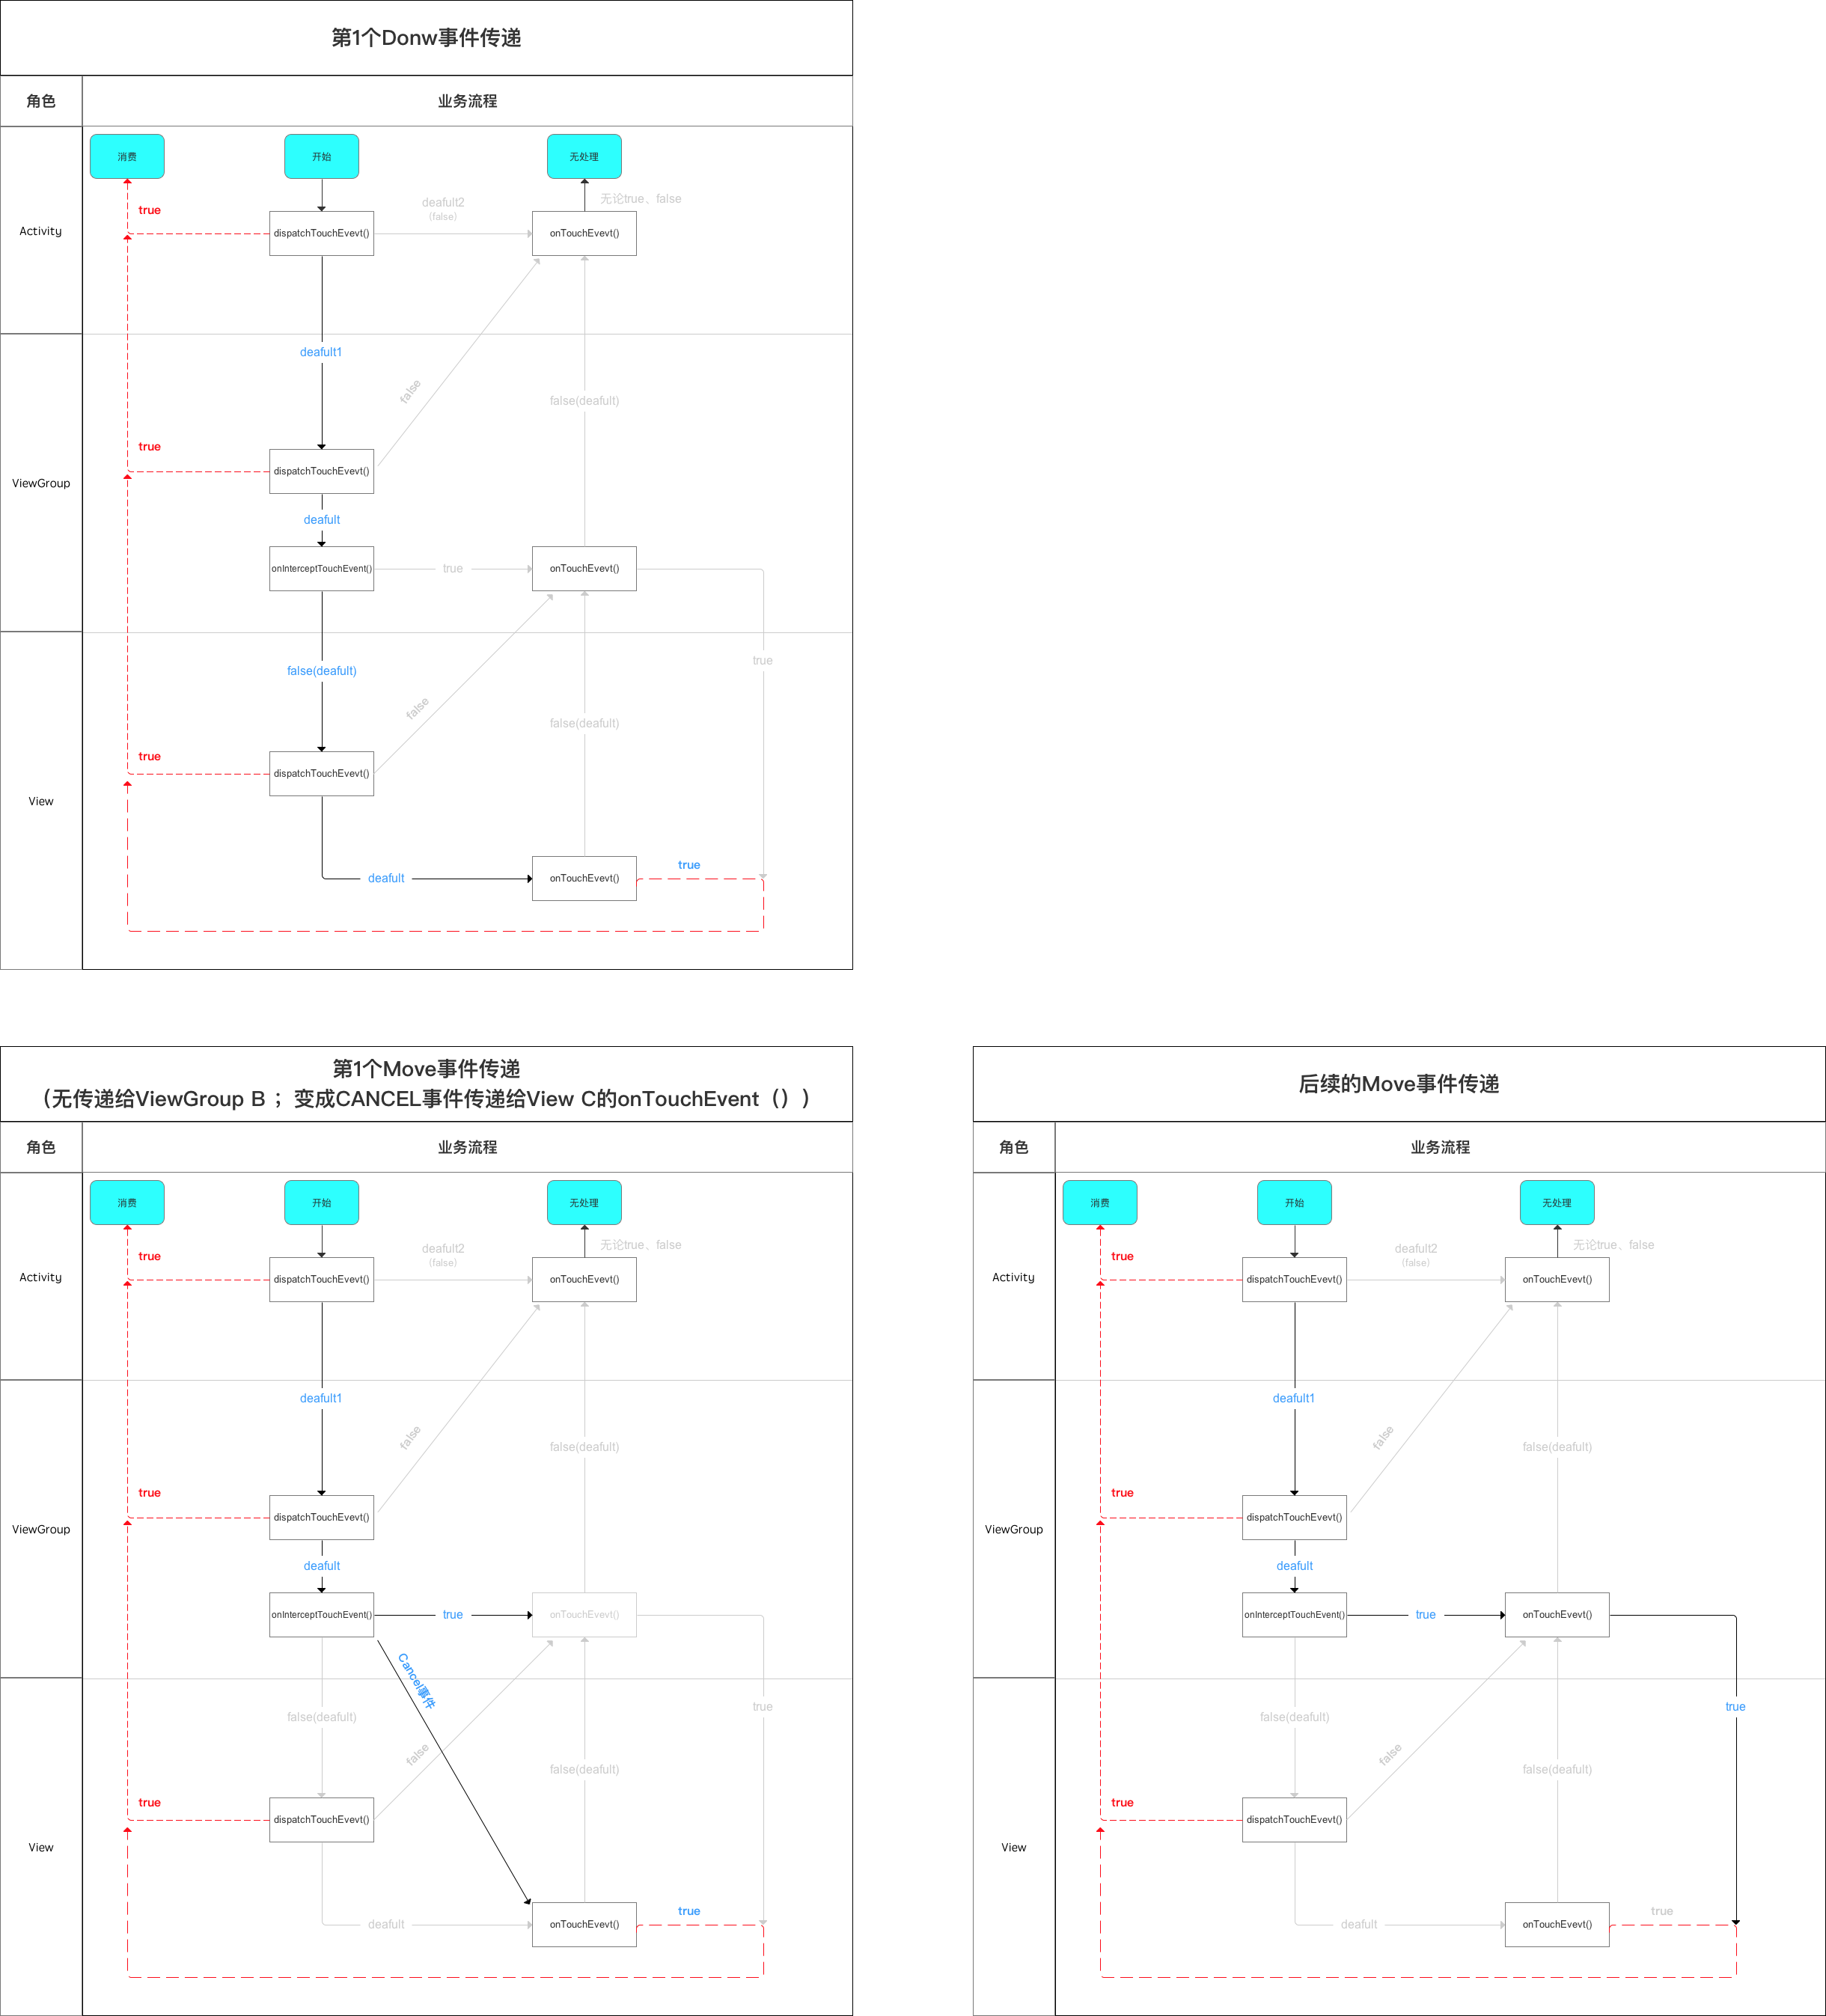 第1个Donw事件传递
角色
业务流程
消费
开始
无处理
true
deafult2
（false）
无论true、false
Activity
dispatchTouchEvevt()
onTouchEvevt()
deafult1
false
false(deafult)
true
ViewGroup
dispatchTouchEvevt()
deafult
onInterceptTouchEvent()
true
onTouchEvevt()
true
false(deafult)
false
false(deafult)
true
dispatchTouchEvevt()
View
true
deafult
onTouchEvevt()
第1个Move事件传递
（无传递给ViewGroup B ；变成CANCEL事件传递给View C的onTouchEvent（））
角色
业务流程
消费
开始
无处理
true
deafult2
（false）
无论true、false
Activity
dispatchTouchEvevt()
onTouchEvevt()
deafult1
false
false(deafult)
true
ViewGroup
dispatchTouchEvevt()
deafult
onInterceptTouchEvent()
true
onTouchEvevt()
Cancel事件
true
false(deafult)
false
false(deafult)
true
dispatchTouchEvevt()
View
true
deafult
onTouchEvevt()
后续的Move事件传递
角色
业务流程
消费
开始
无处理
true
deafult2
（false）
无论true、false
Activity
dispatchTouchEvevt()
onTouchEvevt()
deafult1
false
false(deafult)
true
ViewGroup
dispatchTouchEvevt()
deafult
onInterceptTouchEvent()
true
onTouchEvevt()
true
false(deafult)
false
false(deafult)
true
dispatchTouchEvevt()
View
true
deafult
onTouchEvevt()